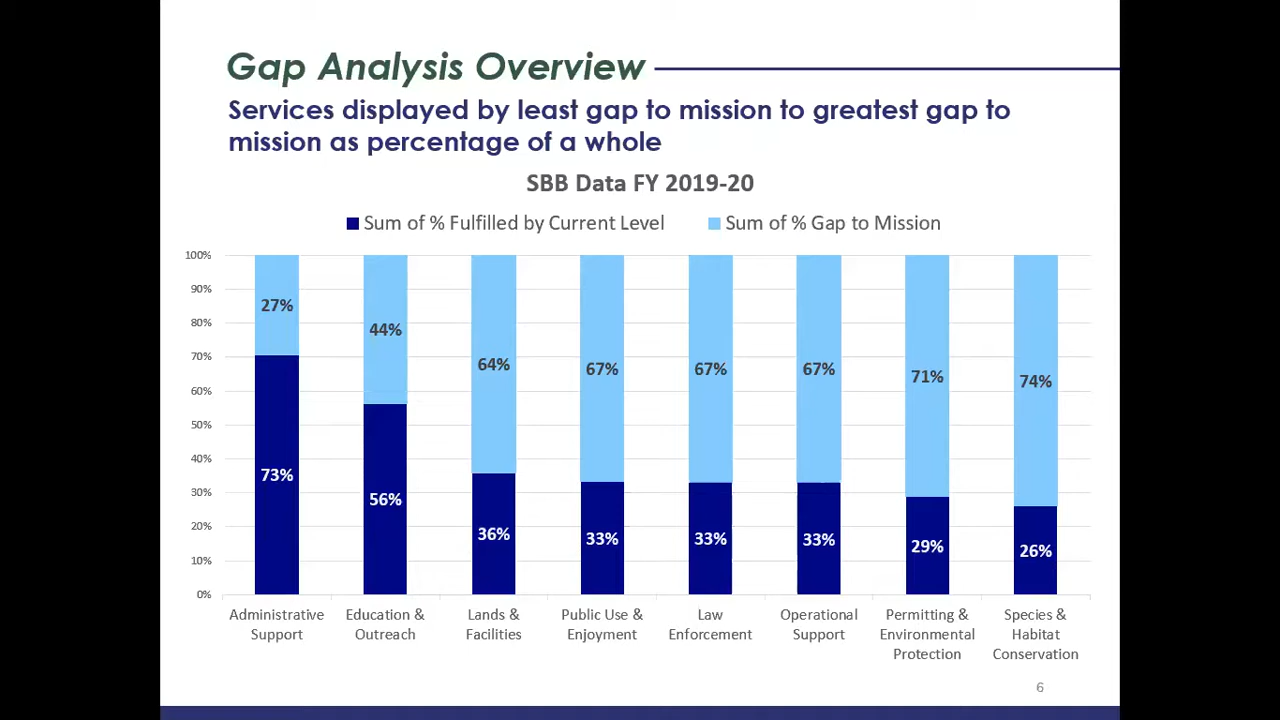 Gap Analysis Overview
Services displayed by least gap to mission to greatest gap to
mission as percentage of a whole
SBB Data FY 2019-20
Sum of % Fulfilled by Current Level Sum of % Gap to Mission
100%
90%
80%
70%
60%
50%
40%
30%
20%
10%
0%
27% 44% 64% 67% 67% 67% 71% 74%
73% 56% 36% 33% 33% 33% 29% 26%
Administrative
Support
Education &
Outreach
Lands &
Facilities
Public Use &
Enjoyment
Law
Enforcement
Operational
Support
Permitting &
Environmental
Protection
Species &
Habitat
Conservation
6